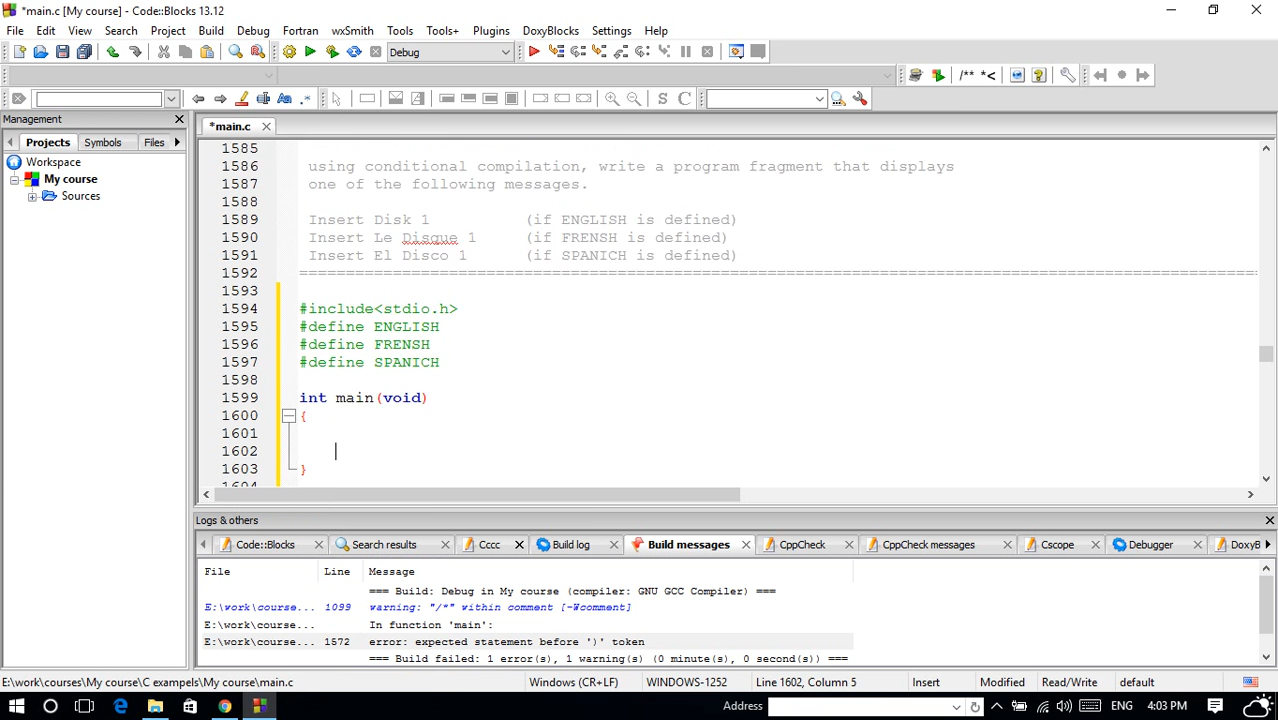 *main.c [My course] - Code::Blocks 13.12
File Edit View Search Project Build Debug Fortran wxSmith Tools Tools+ Plugins DoxyBlocks Settings Help
Debug
/** *<
S C
Management
*main.c
Projects Symbols Files
Workspace
My course
Sources
1585
1586 using conditional compilation, write a program fragment that displays
1587 one of the following messages.
1588
1589 Insert Disk 1 (if ENGLISH is defined)
1590 Insert Le Disque 1 (if FRENSH is defined)
1591 Insert El Disco 1 (if SPANICH is defined)
1592 =======================================================================================================
1593
1594 #include<stdio.h>
1595 #define ENGLISH
1596 #define FRENSH
1597 #define SPANICH
1598
1599 int main(void)
1600 {
1601
1602
1603 }
1604
Logs & others
Code::Blocks Search results Cccc Build log Build messages CppCheck CppCheck messages Cscope Debugger DoxyB
File Line Message
=== Build: Debug in My course (compiler: GNU GCC Compiler) ===
E:\work\course... 1099 warning: "/*" within comment [-Wcomment]
E:\work\course... In function 'main':
E:\work\course... 1572 error: expected statement before ')' token
=== Build failed: 1 error(s), 1 warning(s) (0 minute(s), 0 second(s)) ===
E:\work\courses\My course\C exampels\My course\main.c Windows (CR+LF) WINDOWS-1252 Line 1602, Column 5 Insert Modified Read/Write default
Address ENG 4:03 PM